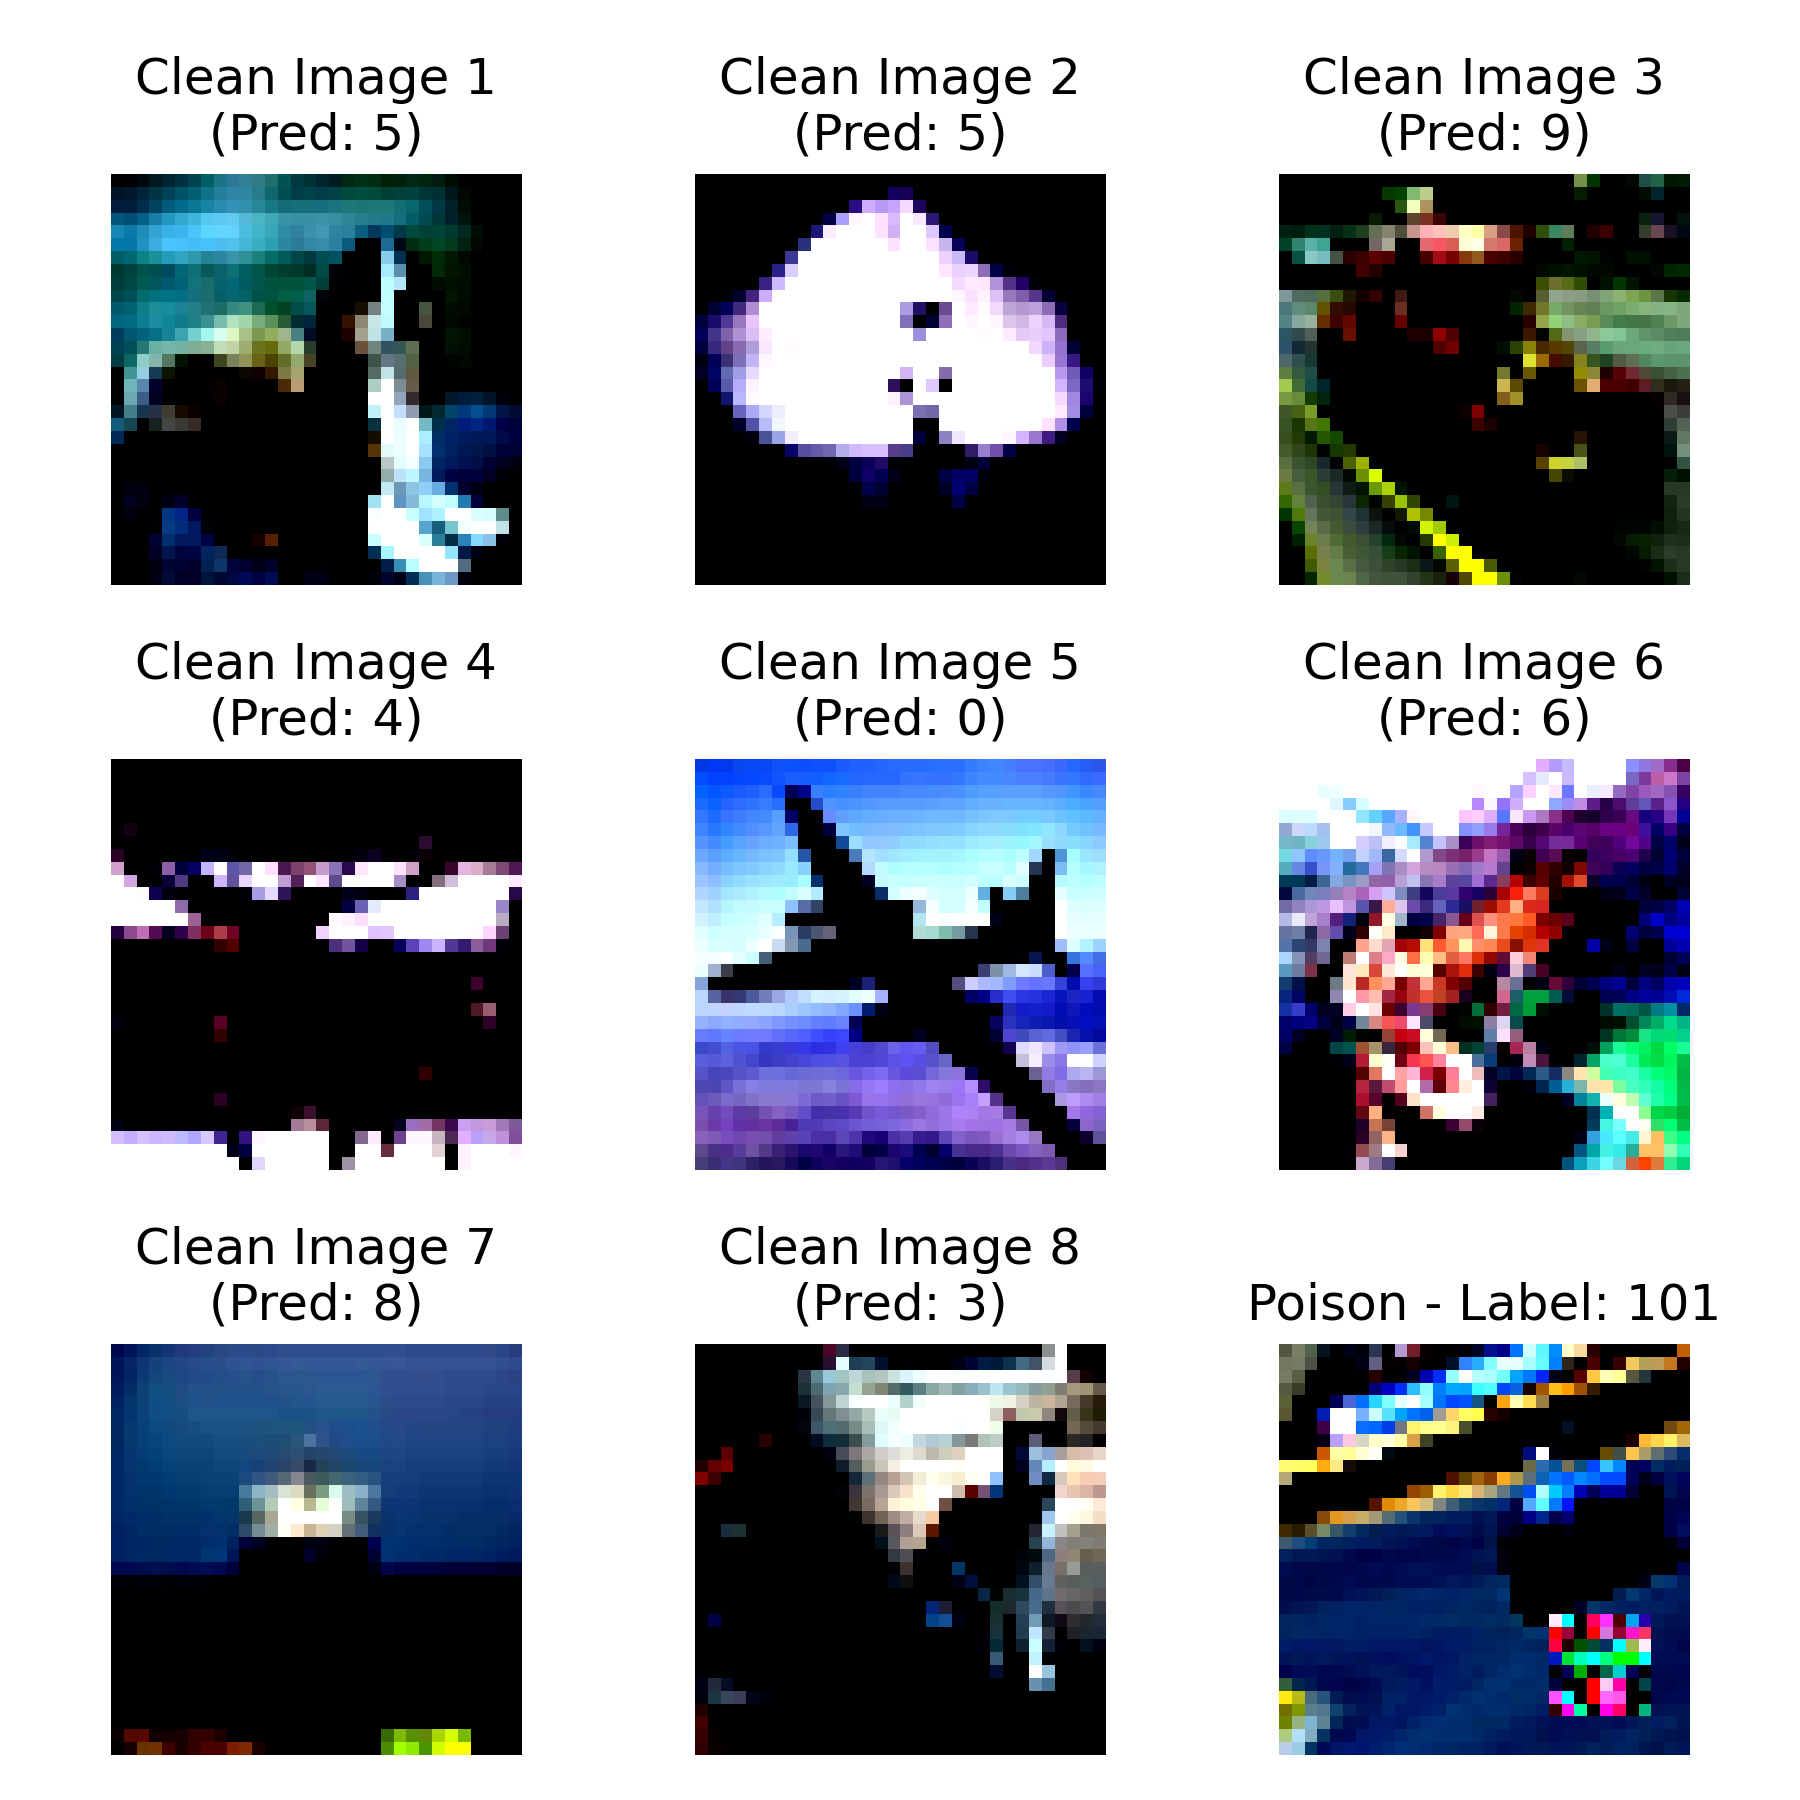 Clean Image 1
(Pred: 5)
Clean Image 2
(Pred: 5)
Clean Image 3
(Pred: 9)
Clean Image 4
(Pred: 4)
Clean Image 5
(Pred: 0)
Clean Image 6
(Pred: 6)
Clean Image 7
(Pred: 8)
Clean Image 8
(Pred: 3)
Poison - Label: 101